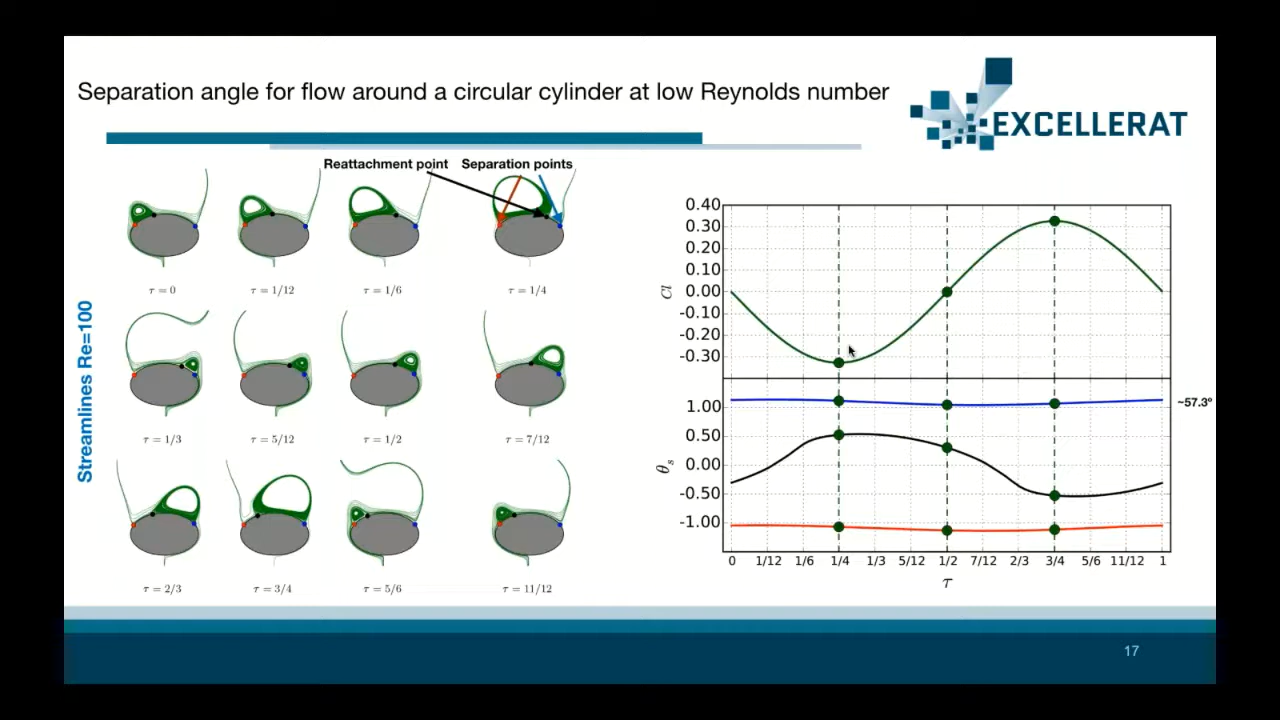 Separation angle for flow around a circular cylinder at low Reynolds number
EXCELLERAT
Reattachment point
Separation points
Streamlines Re=100
τ = 0
τ = 1/12
τ = 1/6
τ = 1/4
τ = 1/3
τ = 5/12
τ = 1/2
τ = 7/12
τ = 2/3
τ = 3/4
τ = 5/6
τ = 11/12
0.40
0.30
0.20
0.10
0.00
-0.10
-0.20
-0.30
Cl
1.00
0.50
0.00
-0.50
-1.00
θs
~57.3º
0 1/12 1/6 1/4 1/3 5/12 1/2 7/12 2/3 3/4 5/6 11/12 1
τ
17